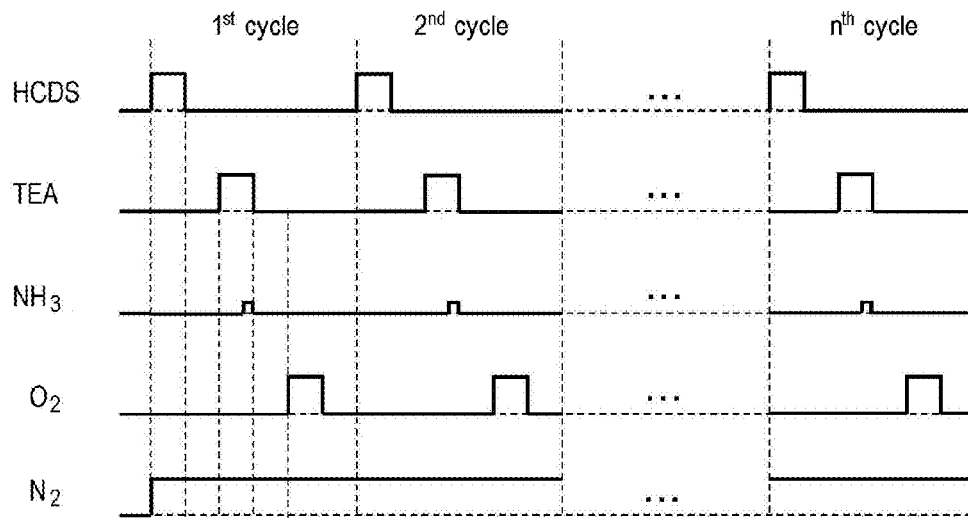 1st cycle 2nd cycle nth cycle
HCDS ...
TEA ...
NH3 ...
O2 ...
N2 ...